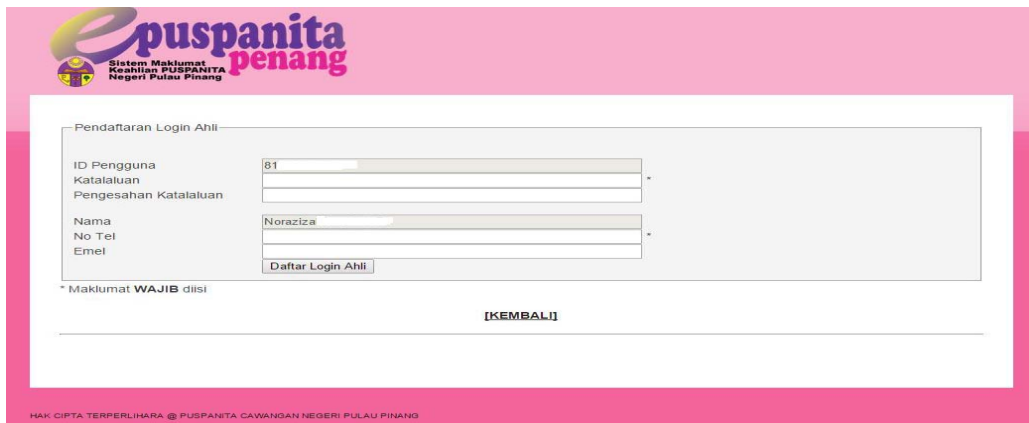 epuspanita
penang
Sistem Maklumat
Keahlian PUSPANITA
Negeri Pulau Pinang
Pendaftaran Login Ahli
ID Pengguna 81
Katalaluan *
Pengesahan Katalaluan
Nama Noraziza
No Tel *
Emel
Daftar Login Ahli
* Maklumat WAJIB diisi
[KEMBALI]
HAK CIPTA TERPERLIHARA @ PUSPANITA CAWANGAN NEGERI PULAU PINANG